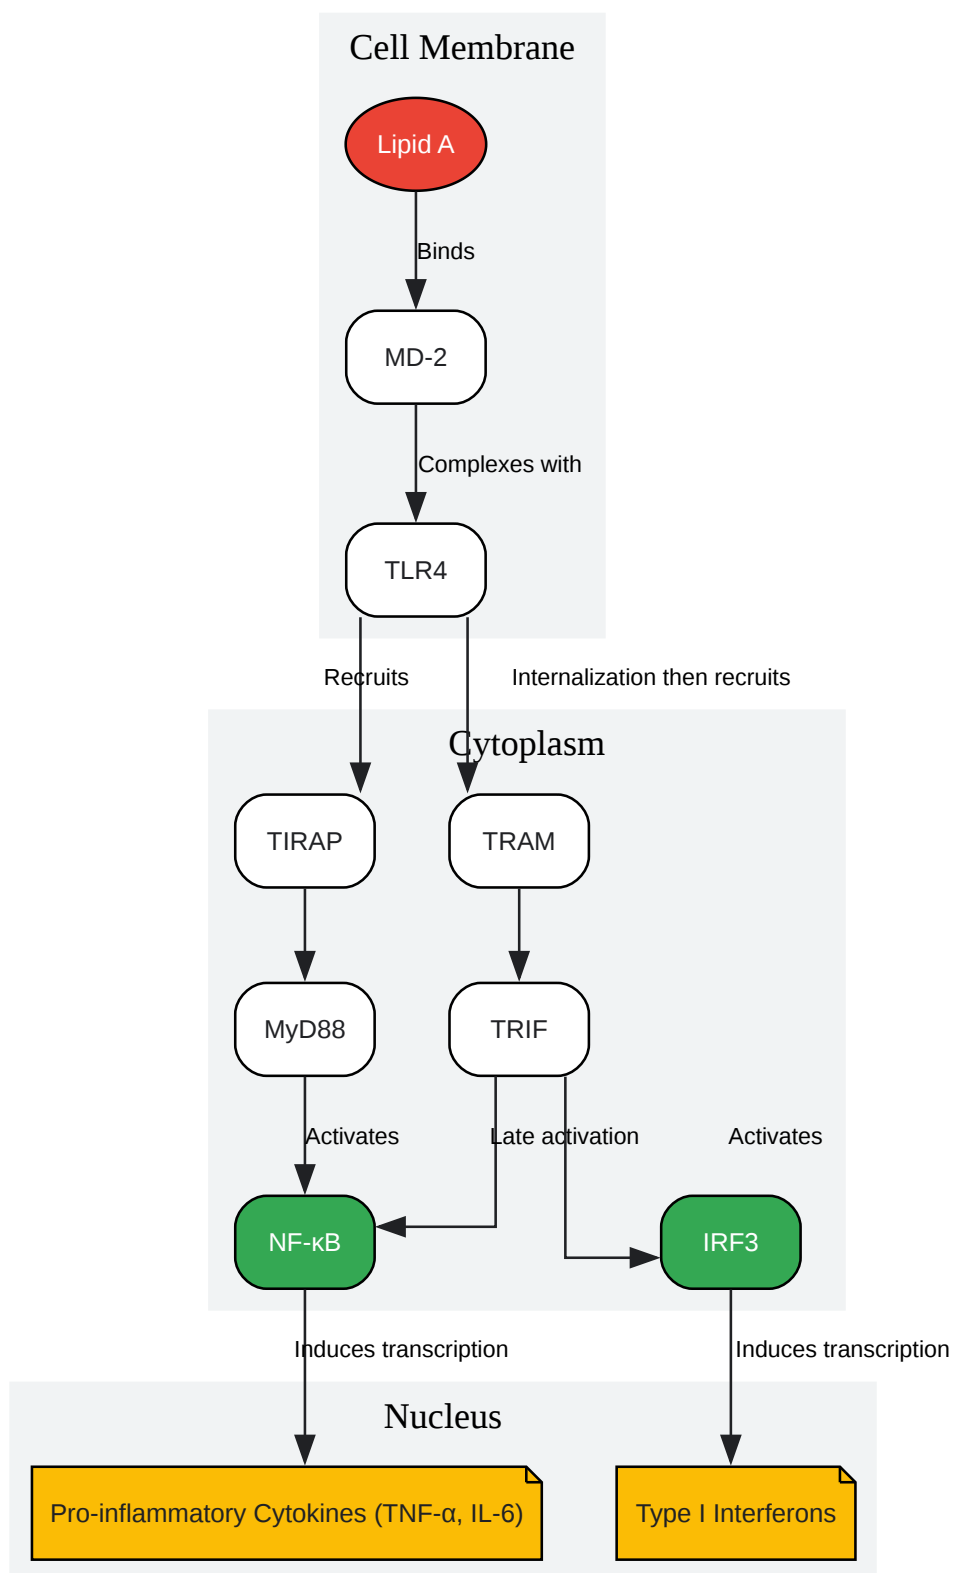 Cell Membrane
Lipid A
Binds
MD-2
Complexes with
TLR4
Recruits
Internalization then recruits
Cytoplasm
TIRAP
TRAM
MyD88
TRIF
Activates
Late activation
Activates
NF-κB
IRF3
Induces transcription
Induces transcription
Nucleus
Pro-inflammatory Cytokines (TNF-α, IL-6)
Type I Interferons